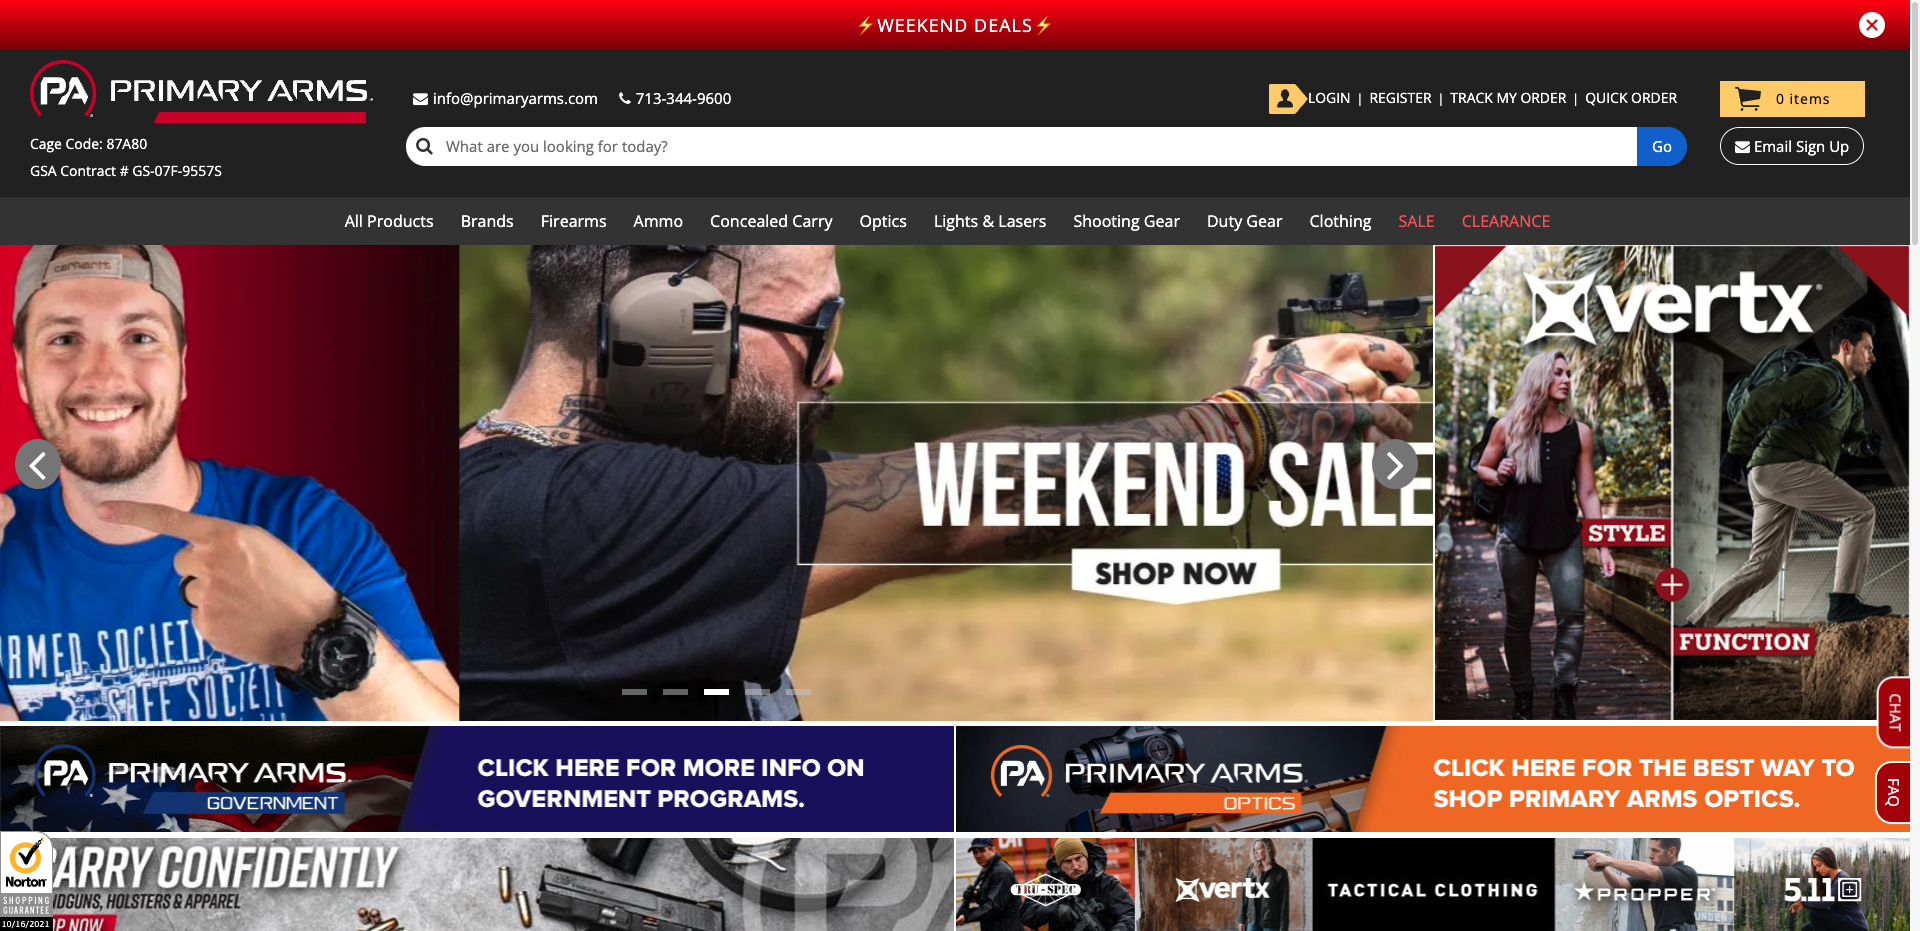 ⚡WEEKEND DEALS⚡
PA PRIMARY ARMS
info@primaryarms.com 713-344-9600
LOGIN | REGISTER | TRACK MY ORDER | QUICK ORDER
0 items
Cage Code: 87A80
GSA Contract # GS-07F-9557S
What are you looking for today?
Go
Email Sign Up
All Products Brands Firearms Ammo Concealed Carry Optics Lights & Lasers Shooting Gear Duty Gear Clothing SALE CLEARANCE
carhartt
WEEKEND SALE
SHOP NOW
ARMED SOCIETY
SOCIETY
vertx®
STYLE
+
FUNCTION
CHAT
FAQ
PA PRIMARY ARMS.
GOVERNMENT
CLICK HERE FOR MORE INFO ON
GOVERNMENT PROGRAMS.
PA PRIMARY ARMS.
OPTICS
CLICK HERE FOR THE BEST WAY TO
SHOP PRIMARY ARMS OPTICS.
ARRY CONFIDENTLY
DGUNS, HOLSTERS & APPAREL
P NOW
Norton
SHOPPING
GUARANTEE
10/16/2021
TRU-SPEC
vertx
TACTICAL CLOTHING
PROPPER
5.11